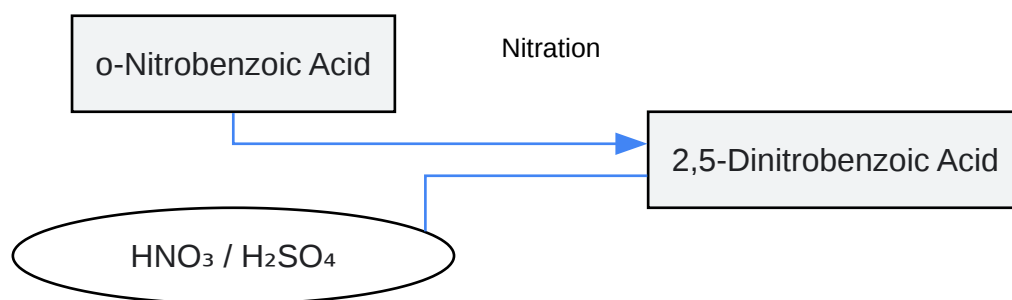 o-Nitrobenzoic Acid
Nitration
2,5-Dinitrobenzoic Acid
HNO₃ / H₂SO₄